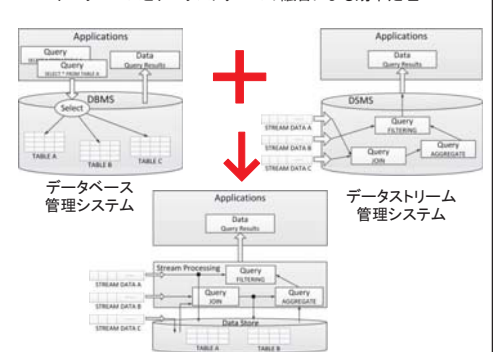 Applications
Query
Query
SELECT * FROM TABLE A
Data
Query Results
DBMS
Select
TABLE A
TABLE B
TABLE C
データベース
管理システム
Applications
Data
Query Results
DSMS
STREAM DATA A
STREAM DATA B
STREAM DATA C
Query
FILTERING
Query
JOIN
Query
AGGREGATE
データストリーム
管理システム
Applications
Data
Query Results
Stream Processing
STREAM DATA A
STREAM DATA B
STREAM DATA C
Query
FILTERING
Query
JOIN
Query
AGGREGATE
Data Store
TABLE A
TABLE B